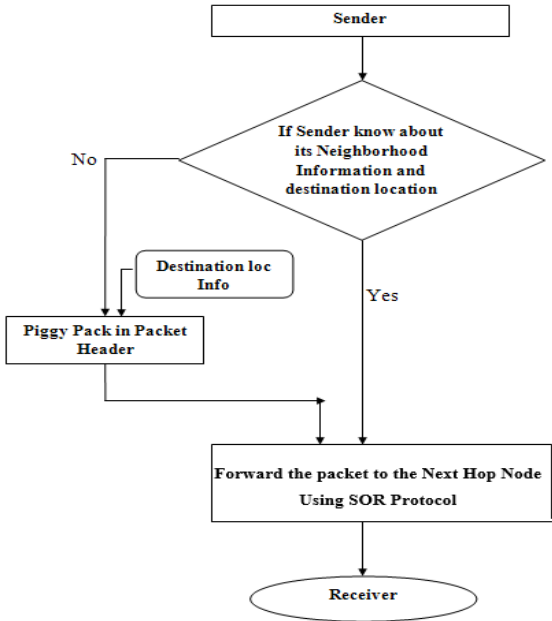 Sender
If Sender know about
its Neighborhood
Information and
destination location
No
Destination loc
Info
Yes
Piggy Pack in Packet
Header
Forward the packet to the Next Hop Node
Using SOR Protocol
Receiver